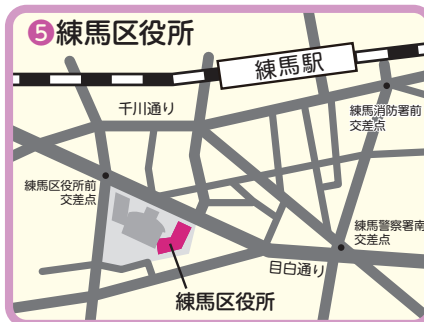 ❺練馬区役所
練馬駅
千川通り
練馬消防署前
交差点
練馬区役所前
交差点
練馬警察署南
交差点
目白通り
練馬区役所